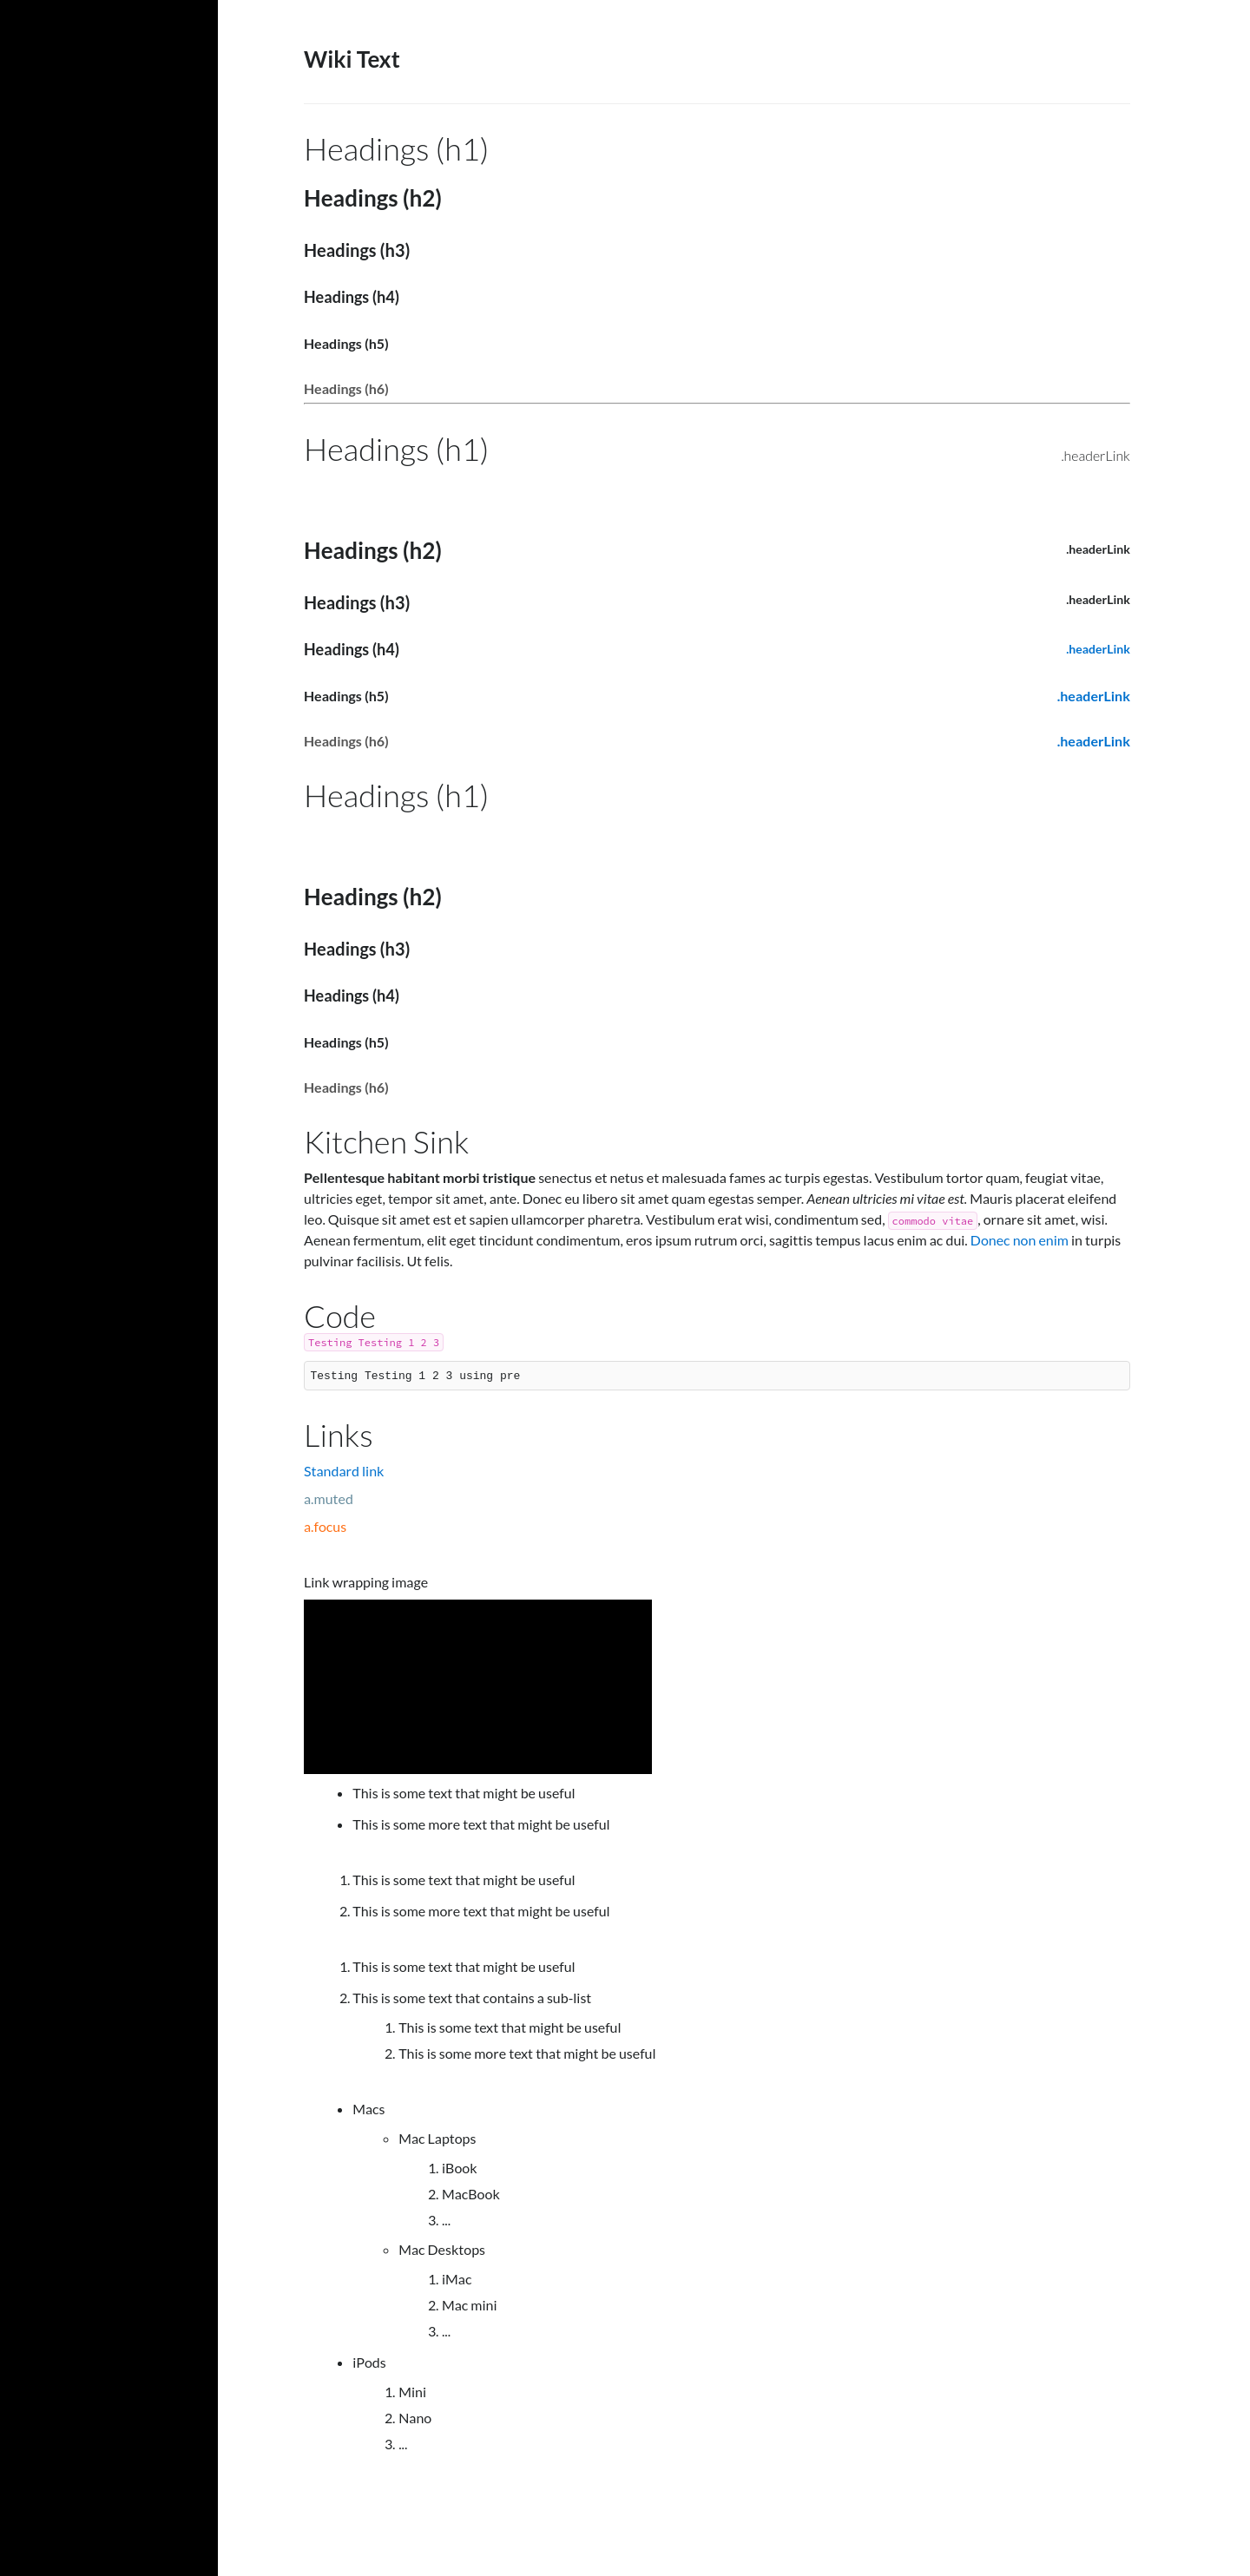 Wiki Text
Headings (h1)
Headings (h2)
Headings (h3)
Headings (h4)
Headings (h5)
Headings (h6)
Headings (h1) .headerLink
Headings (h2) .headerLink
Headings (h3) .headerLink
Headings (h4) .headerLink
Headings (h5) .headerLink
Headings (h6) .headerLink
Headings (h1)
Headings (h2)
Headings (h3)
Headings (h4)
Headings (h5)
Headings (h6)
Kitchen Sink
Pellentesque habitant morbi tristique senectus et netus et malesuada fames ac turpis egestas. Vestibulum tortor quam, feugiat vitae,
ultricies eget, tempor sit amet, ante. Donec eu libero sit amet quam egestas semper. Aenean ultricies mi vitae est. Mauris placerat eleifend
leo. Quisque sit amet est et sapien ullamcorper pharetra. Vestibulum erat wisi, condimentum sed, commodo vitae, ornare sit amet, wisi.
Aenean fermentum, elit eget tincidunt condimentum, eros ipsum rutrum orci, sagittis tempus lacus enim ac dui. Donec non enim in turpis
pulvinar facilisis. Ut felis.
Code
Testing Testing 1 2 3
Testing Testing 1 2 3 using pre
Links
Standard link
a.muted
a.focus
Link wrapping image
• This is some text that might be useful
• This is some more text that might be useful
1. This is some text that might be useful
2. This is some more text that might be useful
1. This is some text that might be useful
2. This is some text that contains a sub-list
1. This is some text that might be useful
2. This is some more text that might be useful
• Macs
◦ Mac Laptops
1. iBook
2. MacBook
3. ...
◦ Mac Desktops
1. iMac
2. Mac mini
3. ...
• iPods
1. Mini
2. Nano
3. ...